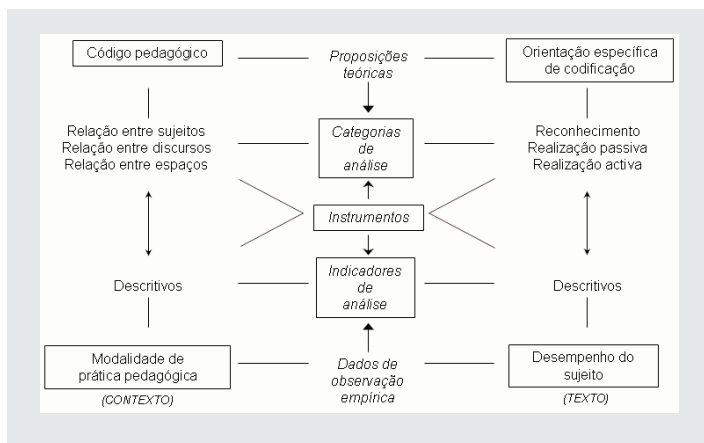 Código pedagógico
Proposições
teóricas
Orientação específica
de codificação
Relação entre sujeitos
Relação entre discursos
Relação entre espaços
Categorias
de
análise
Reconhecimento
Realização passiva
Realização activa
Instrumentos
Descritivos
Indicadores
de
análise
Descritivos
Modalidade de
prática pedagógica
(CONTEXTO)
Dados de
observação
empírica
Desempenho do
sujeito
(TEXTO)